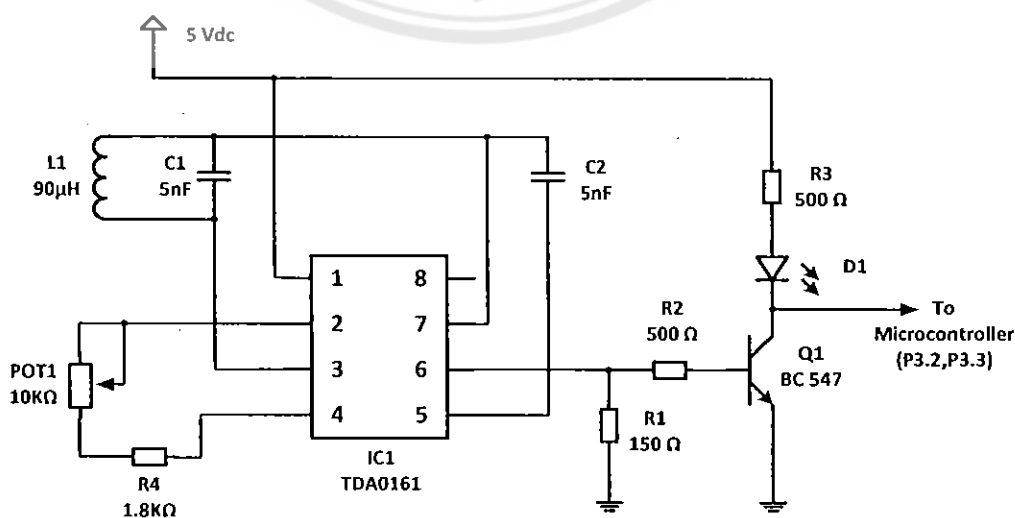 5 Vdc
L1
90µH
C1
5nF
C2
5nF
R3
500 Ω
D1
1
8
2
7
3
6
4
5
To
Microcontroller
(P3.2,P3.3)
R2
500 Ω
Q1
BC 547
POT1
10KΩ
R1
150 Ω
R4
1.8KΩ
IC1
TDA0161